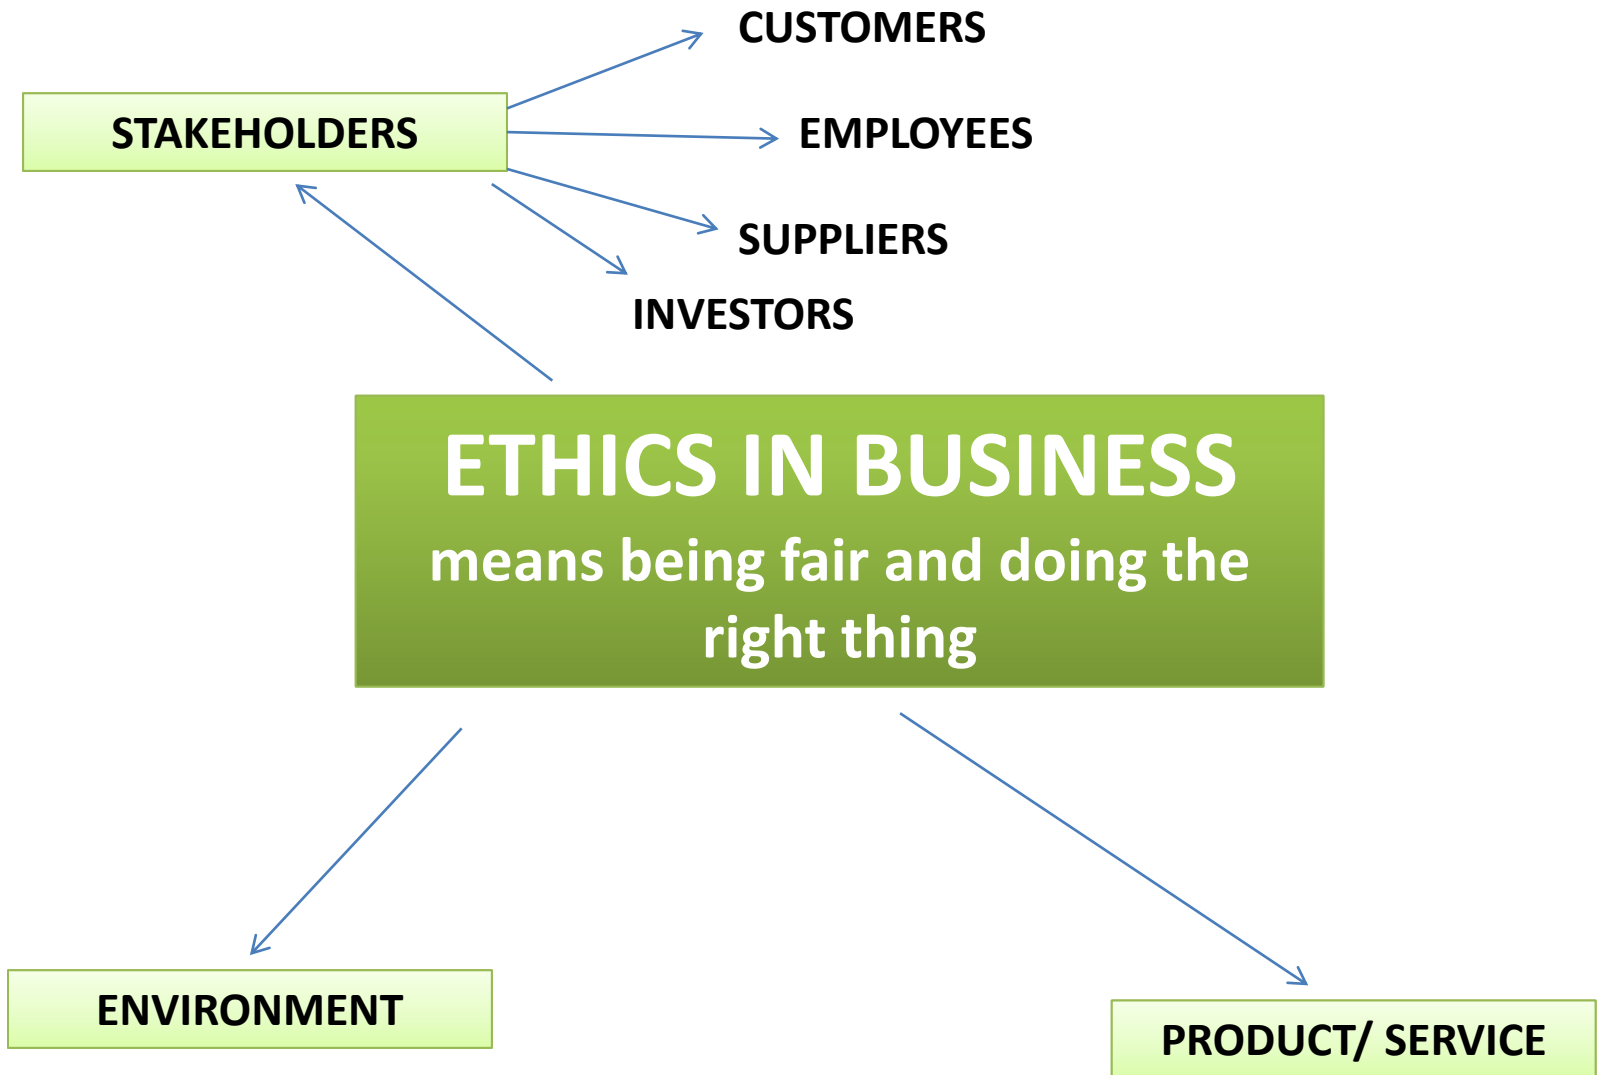 CUSTOMERS
STAKEHOLDERS
EMPLOYEES
SUPPLIERS
INVESTORS
ETHICS IN BUSINESS
means being fair and doing the
right thing
ENVIRONMENT
PRODUCT/ SERVICE